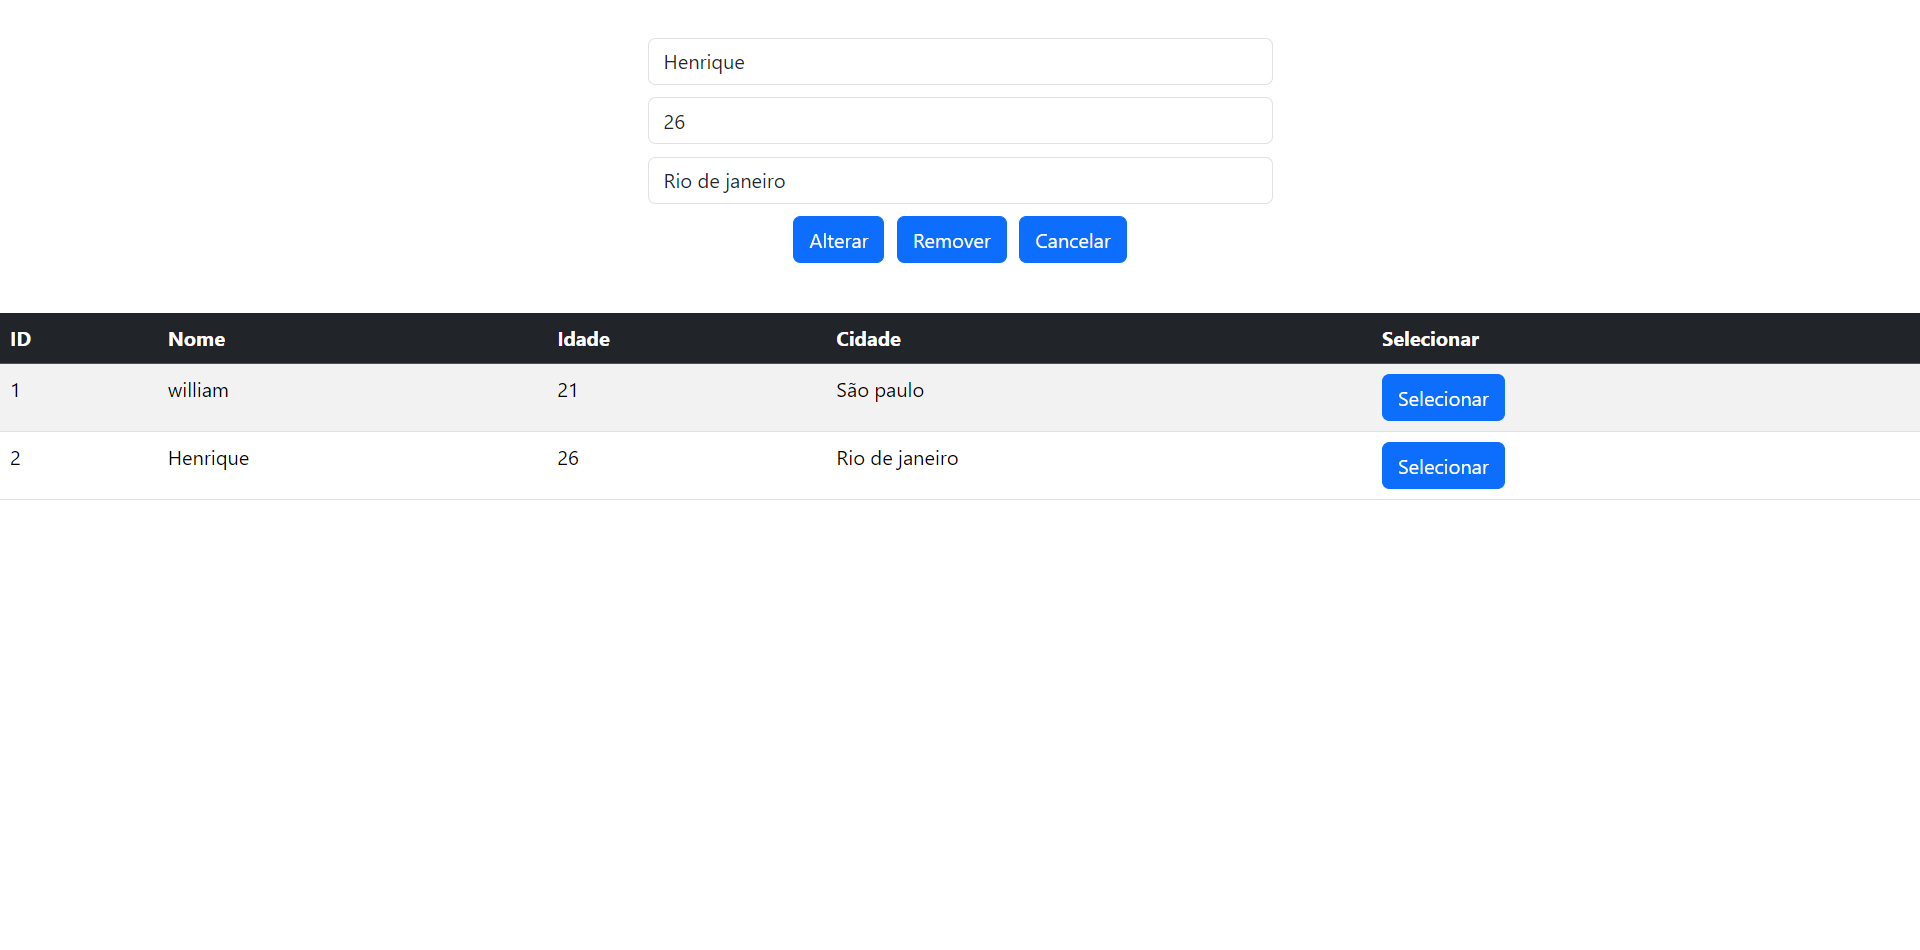 Henrique
26
Rio de janeiro
Alterar Remover Cancelar
ID Nome Idade Cidade Selecionar
1 william 21 São paulo Selecionar
2 Henrique 26 Rio de janeiro Selecionar